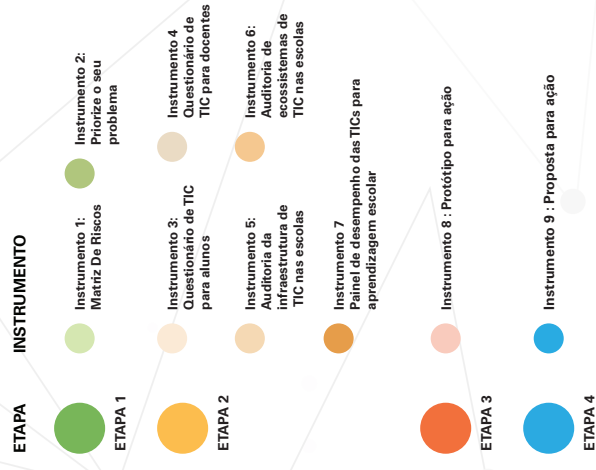 ETAPA
INSTRUMENTO
ETAPA 1
Instrumento 1:
Matriz De Riscos
Instrumento 2:
Priorize o seu
problema
ETAPA 2
Instrumento 3:
Questionário de TIC
para alunos
Instrumento 4
Questionário de
TIC para docentes
Instrumento 5:
Auditoria da
infraestrutura de
TIC nas escolas
Instrumento 6:
Auditoria de
ecossistemas de
TIC nas escolas
Instrumento 7
Painel de desempenho das TICs para
aprendizagem escolar
ETAPA 3
Instrumento 8 : Protótipo para ação
ETAPA 4
Instrumento 9 : Proposta para ação